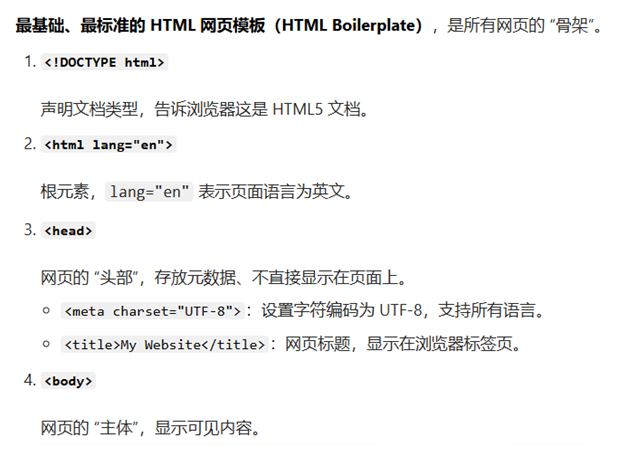 最基础、最标准的 HTML 网页模板（HTML Boilerplate），是所有网页的 “骨架”。
1. <!DOCTYPE html>
声明文档类型，告诉浏览器这是 HTML5 文档。
2. <html lang="en">
根元素，lang="en" 表示页面语言为英文。
3. <head>
网页的 “头部”，存放元数据、不直接显示在页面上。
<meta charset="UTF-8">：设置字符编码为 UTF-8，支持所有语言。
<title>My Website</title>：网页标题，显示在浏览器标签页。
4. <body>
网页的 “主体”，显示可见内容。